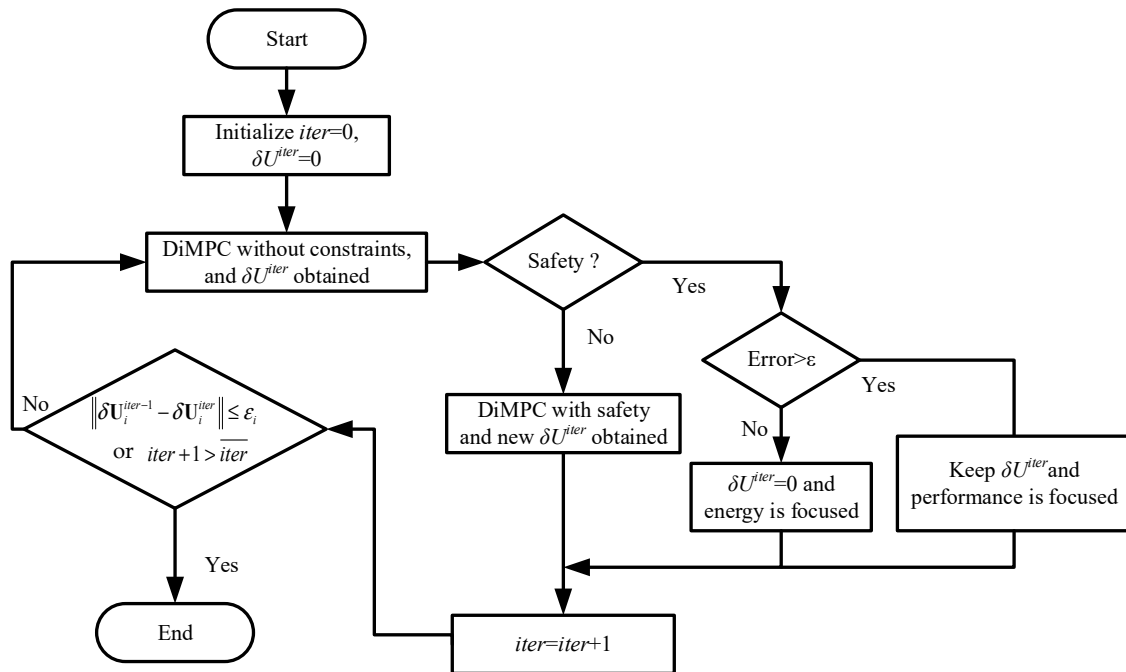 Start
Initialize iter=0,
δU^{iter}=0
DiMPC without constraints,
and δU^{iter} obtained
Safety ?
Yes
No
Error>ε
Yes
No
DiMPC with safety
and new δU^{iter} obtained
δU^{iter}=0 and
energy is focused
Keep δU^{iter} and
performance is focused
iter=iter+1
‖δ𝐔_i^{iter-1} − δ𝐔_i^{iter}‖ ≤ ε_i
or iter+1 > \overline{iter}
No
Yes
End